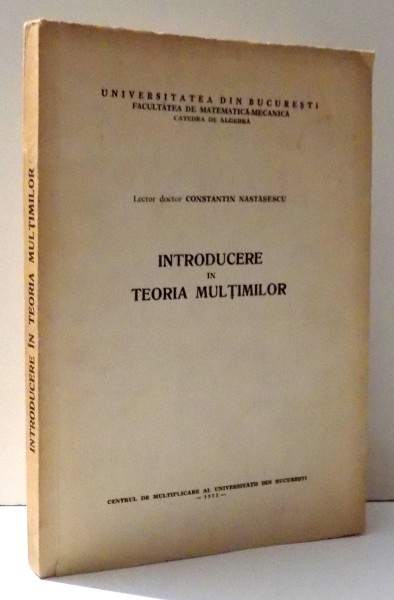 UNIVERSITATEA DIN BUCUREȘTI
FACULTATEA DE MATEMATICĂ-MECANICĂ
CATEDRA DE ALGEBRĂ
Lector doctor CONSTANTIN NĂSTĂSESCU
INTRODUCERE
IN
TEORIA MULȚIMILOR
CENTRUL DE MULTIPLICARE AL UNIVERSITĂȚII DIN BUCUREȘTI
INTRODUCERE ÎN TEORIA MULȚIMILOR